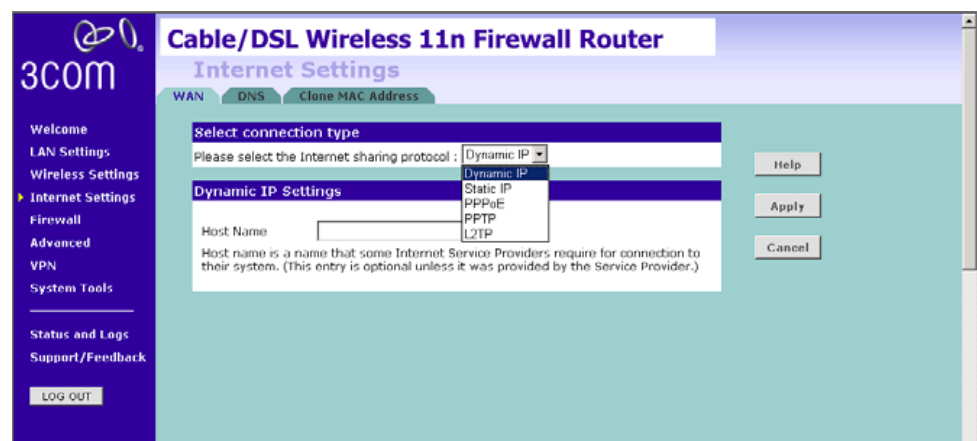 3COM
Cable/DSL Wireless 11n Firewall Router
Internet Settings
WAN DNS Clone MAC Address
Welcome
LAN Settings
Wireless Settings
Internet Settings
Firewall
Advanced
VPN
System Tools
Status and Logs
Support/Feedback
LOG OUT
Select connection type
Please select the Internet sharing protocol : Dynamic IP
Dynamic IP
Static IP
PPPoE
PPTP
L2TP
Dynamic IP Settings
Host Name
Host name is a name that some Internet Service Providers require for connection to
their system. (This entry is optional unless it was provided by the Service Provider.)
Help
Apply
Cancel